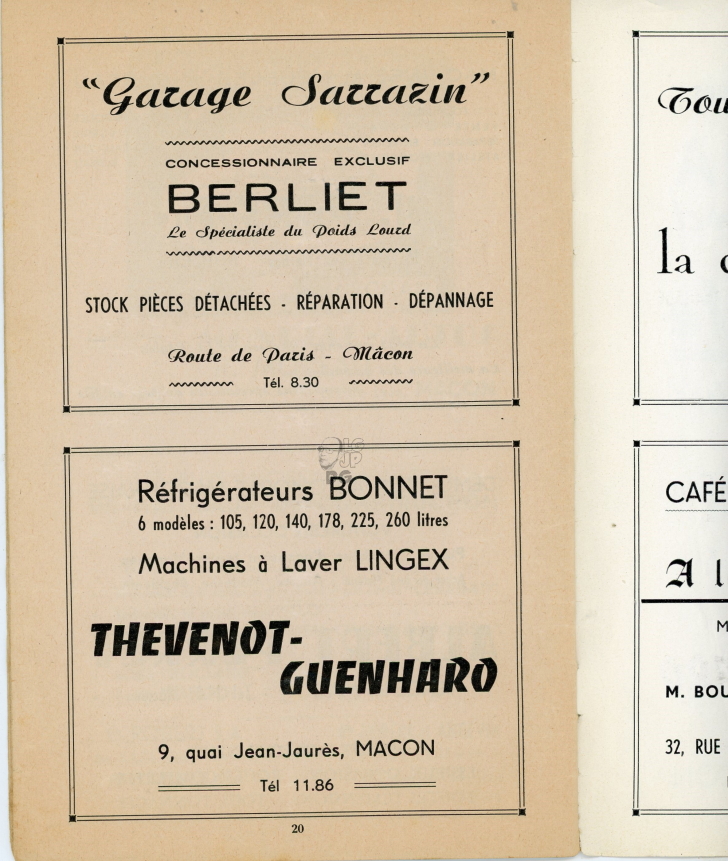 “Garage Sarrazin”
CONCESSIONNAIRE EXCLUSIF
BERLIET
Le Spécialiste du Poids Lourd
STOCK PIÈCES DÉTACHÉES - RÉPARATION - DÉPANNAGE
Route de Paris - Mâcon
Tél. 8.30
Réfrigérateurs BONNET
6 modèles : 105, 120, 140, 178, 225, 260 litres
Machines à Laver LINGEX
THEVENOT-
GUENHARD
9, quai Jean-Jaurès, MACON
Tél 11.86
20
la
CAFÉ
A l
M. BOU
32, RUE